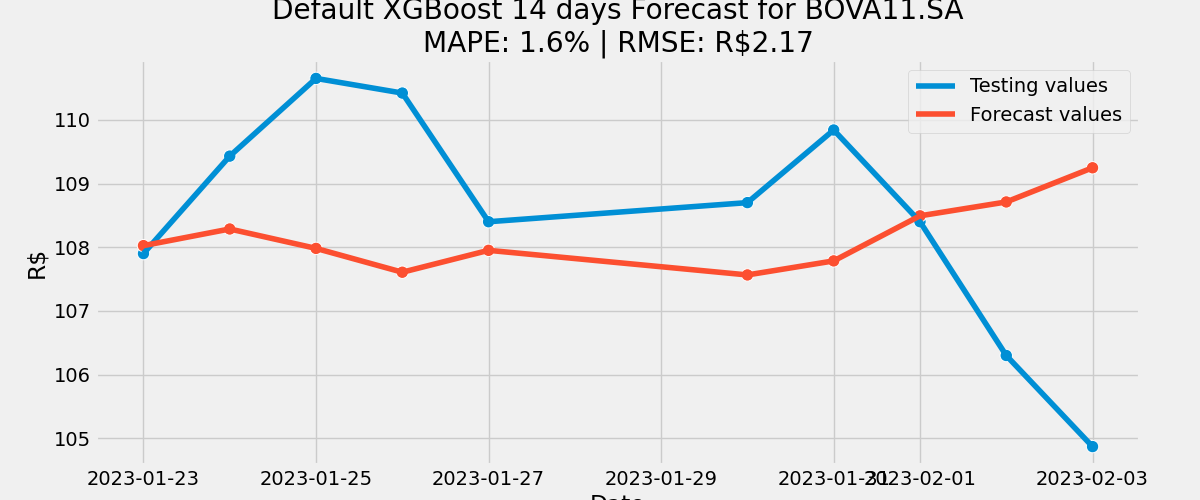 Default XGBoost 14 days Forecast for BOVA11.SA
MAPE: 1.6% | RMSE: R$2.17
Testing values
Forecast values
R$
110
109
108
107
106
105
2023-01-23 2023-01-25 2023-01-27 2023-01-29 2023-01-31 2023-02-01 2023-02-03
Date